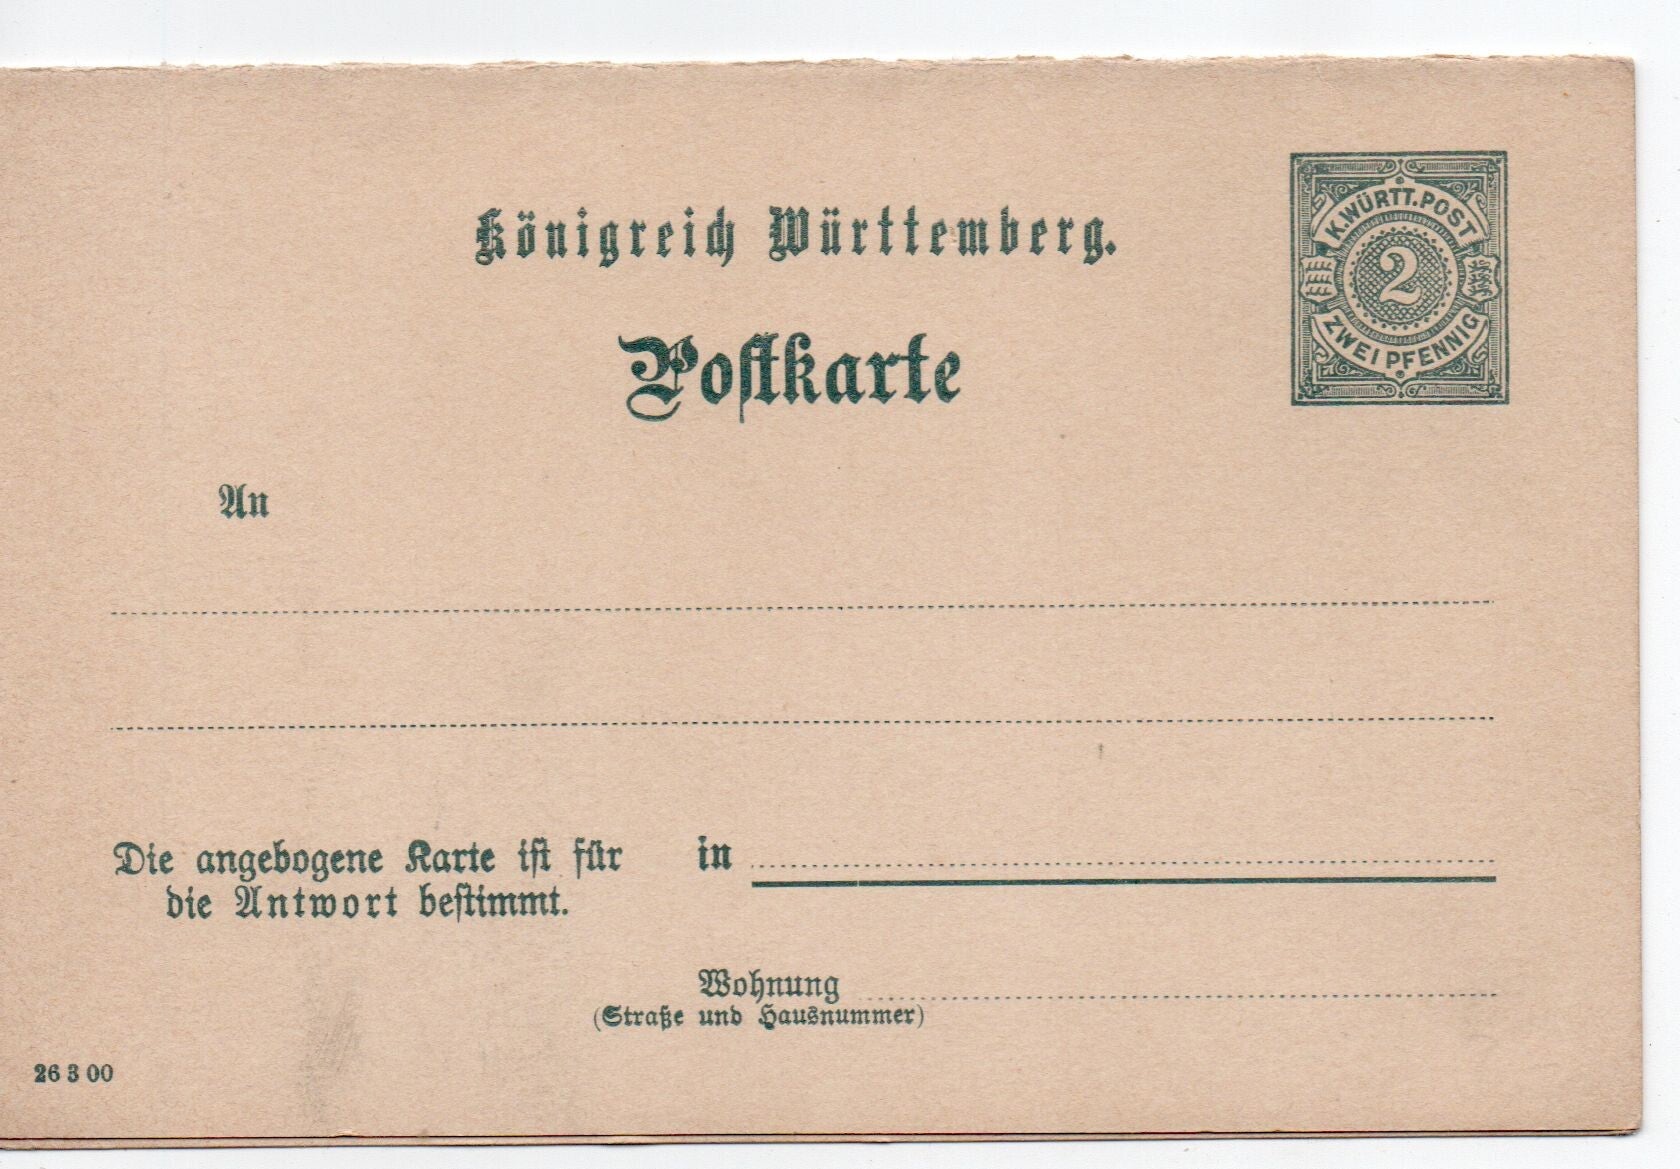 Königreich Württemberg.
K. WÜRTT. POST
2
ZWEI PFENNIG
Postkarte
An
Die angebogene Karte ist für
die Antwort bestimmt.
in
Wohnung
(Straße und Hausnummer)
26 3 00